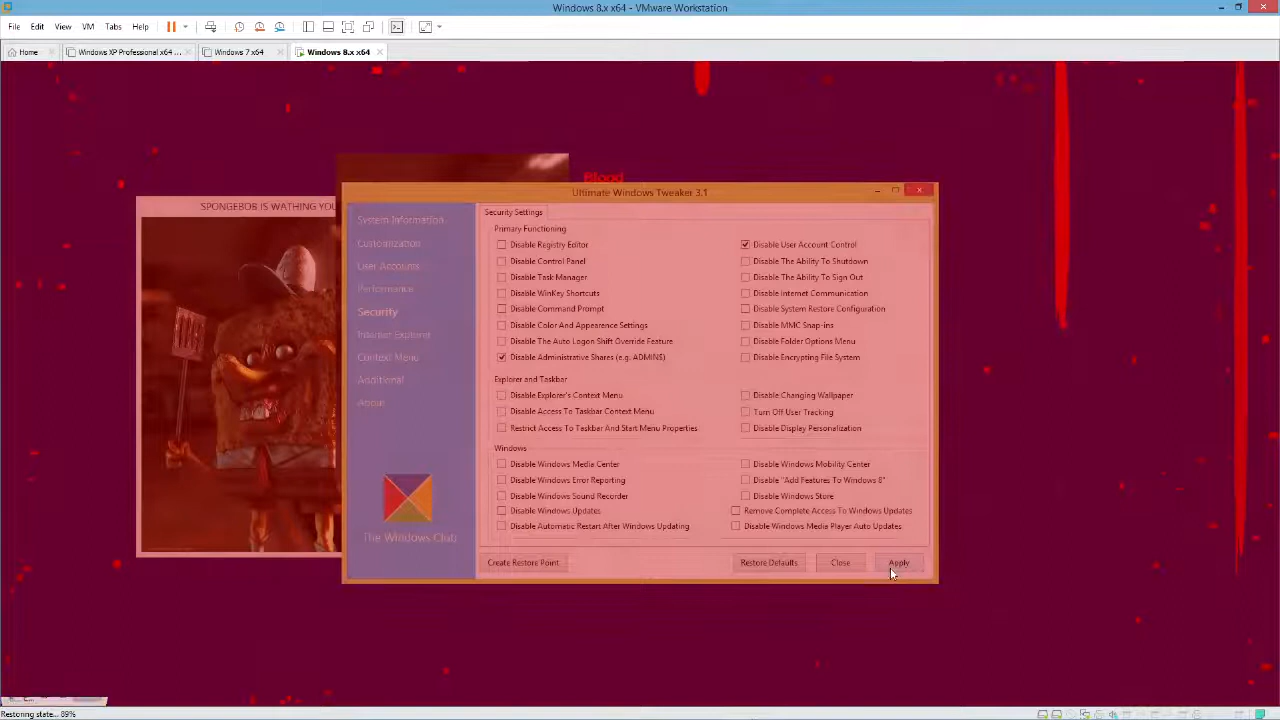 Windows 8.x x64 - VMware Workstation
File Edit View VM Tabs Help
Home Windows XP Professional x64 ... Windows 7 x64 Windows 8.x x64
Blood
SPONGEBOB IS WATHING YOU
Ultimate Windows Tweaker 3.1
System Information
Customization
User Accounts
Performance
Security
Internet Explorer
Context Menu
Additional
About
The Windows Club
Security Settings
Primary Functioning
Disable Registry Editor
Disable Control Panel
Disable Task Manager
Disable WinKey Shortcuts
Disable Command Prompt
Disable Color And Appearance Settings
Disable The Auto Logon Shift Override Feature
Disable Administrative Shares (e.g. ADMIN$)
Disable User Account Control
Disable The Ability To Shutdown
Disable The Ability To Sign Out
Disable Internet Communication
Disable System Restore Configuration
Disable MMC Snap-ins
Disable Folder Options Menu
Disable Encrypting File System
Explorer and Taskbar
Disable Explorer's Context Menu
Disable Access To Taskbar Context Menu
Restrict Access To Taskbar And Start Menu Properties
Disable Changing Wallpaper
Turn Off User Tracking
Disable Display Personalization
Windows
Disable Windows Media Center
Disable Windows Error Reporting
Disable Windows Sound Recorder
Disable Windows Updates
Disable Automatic Restart After Windows Updating
Disable Windows Mobility Center
Disable "Add Features To Windows 8"
Disable Windows Store
Remove Complete Access To Windows Updates
Disable Windows Media Player Auto Updates
Create Restore Point Restore Defaults Close Apply
Restoring state... 89%